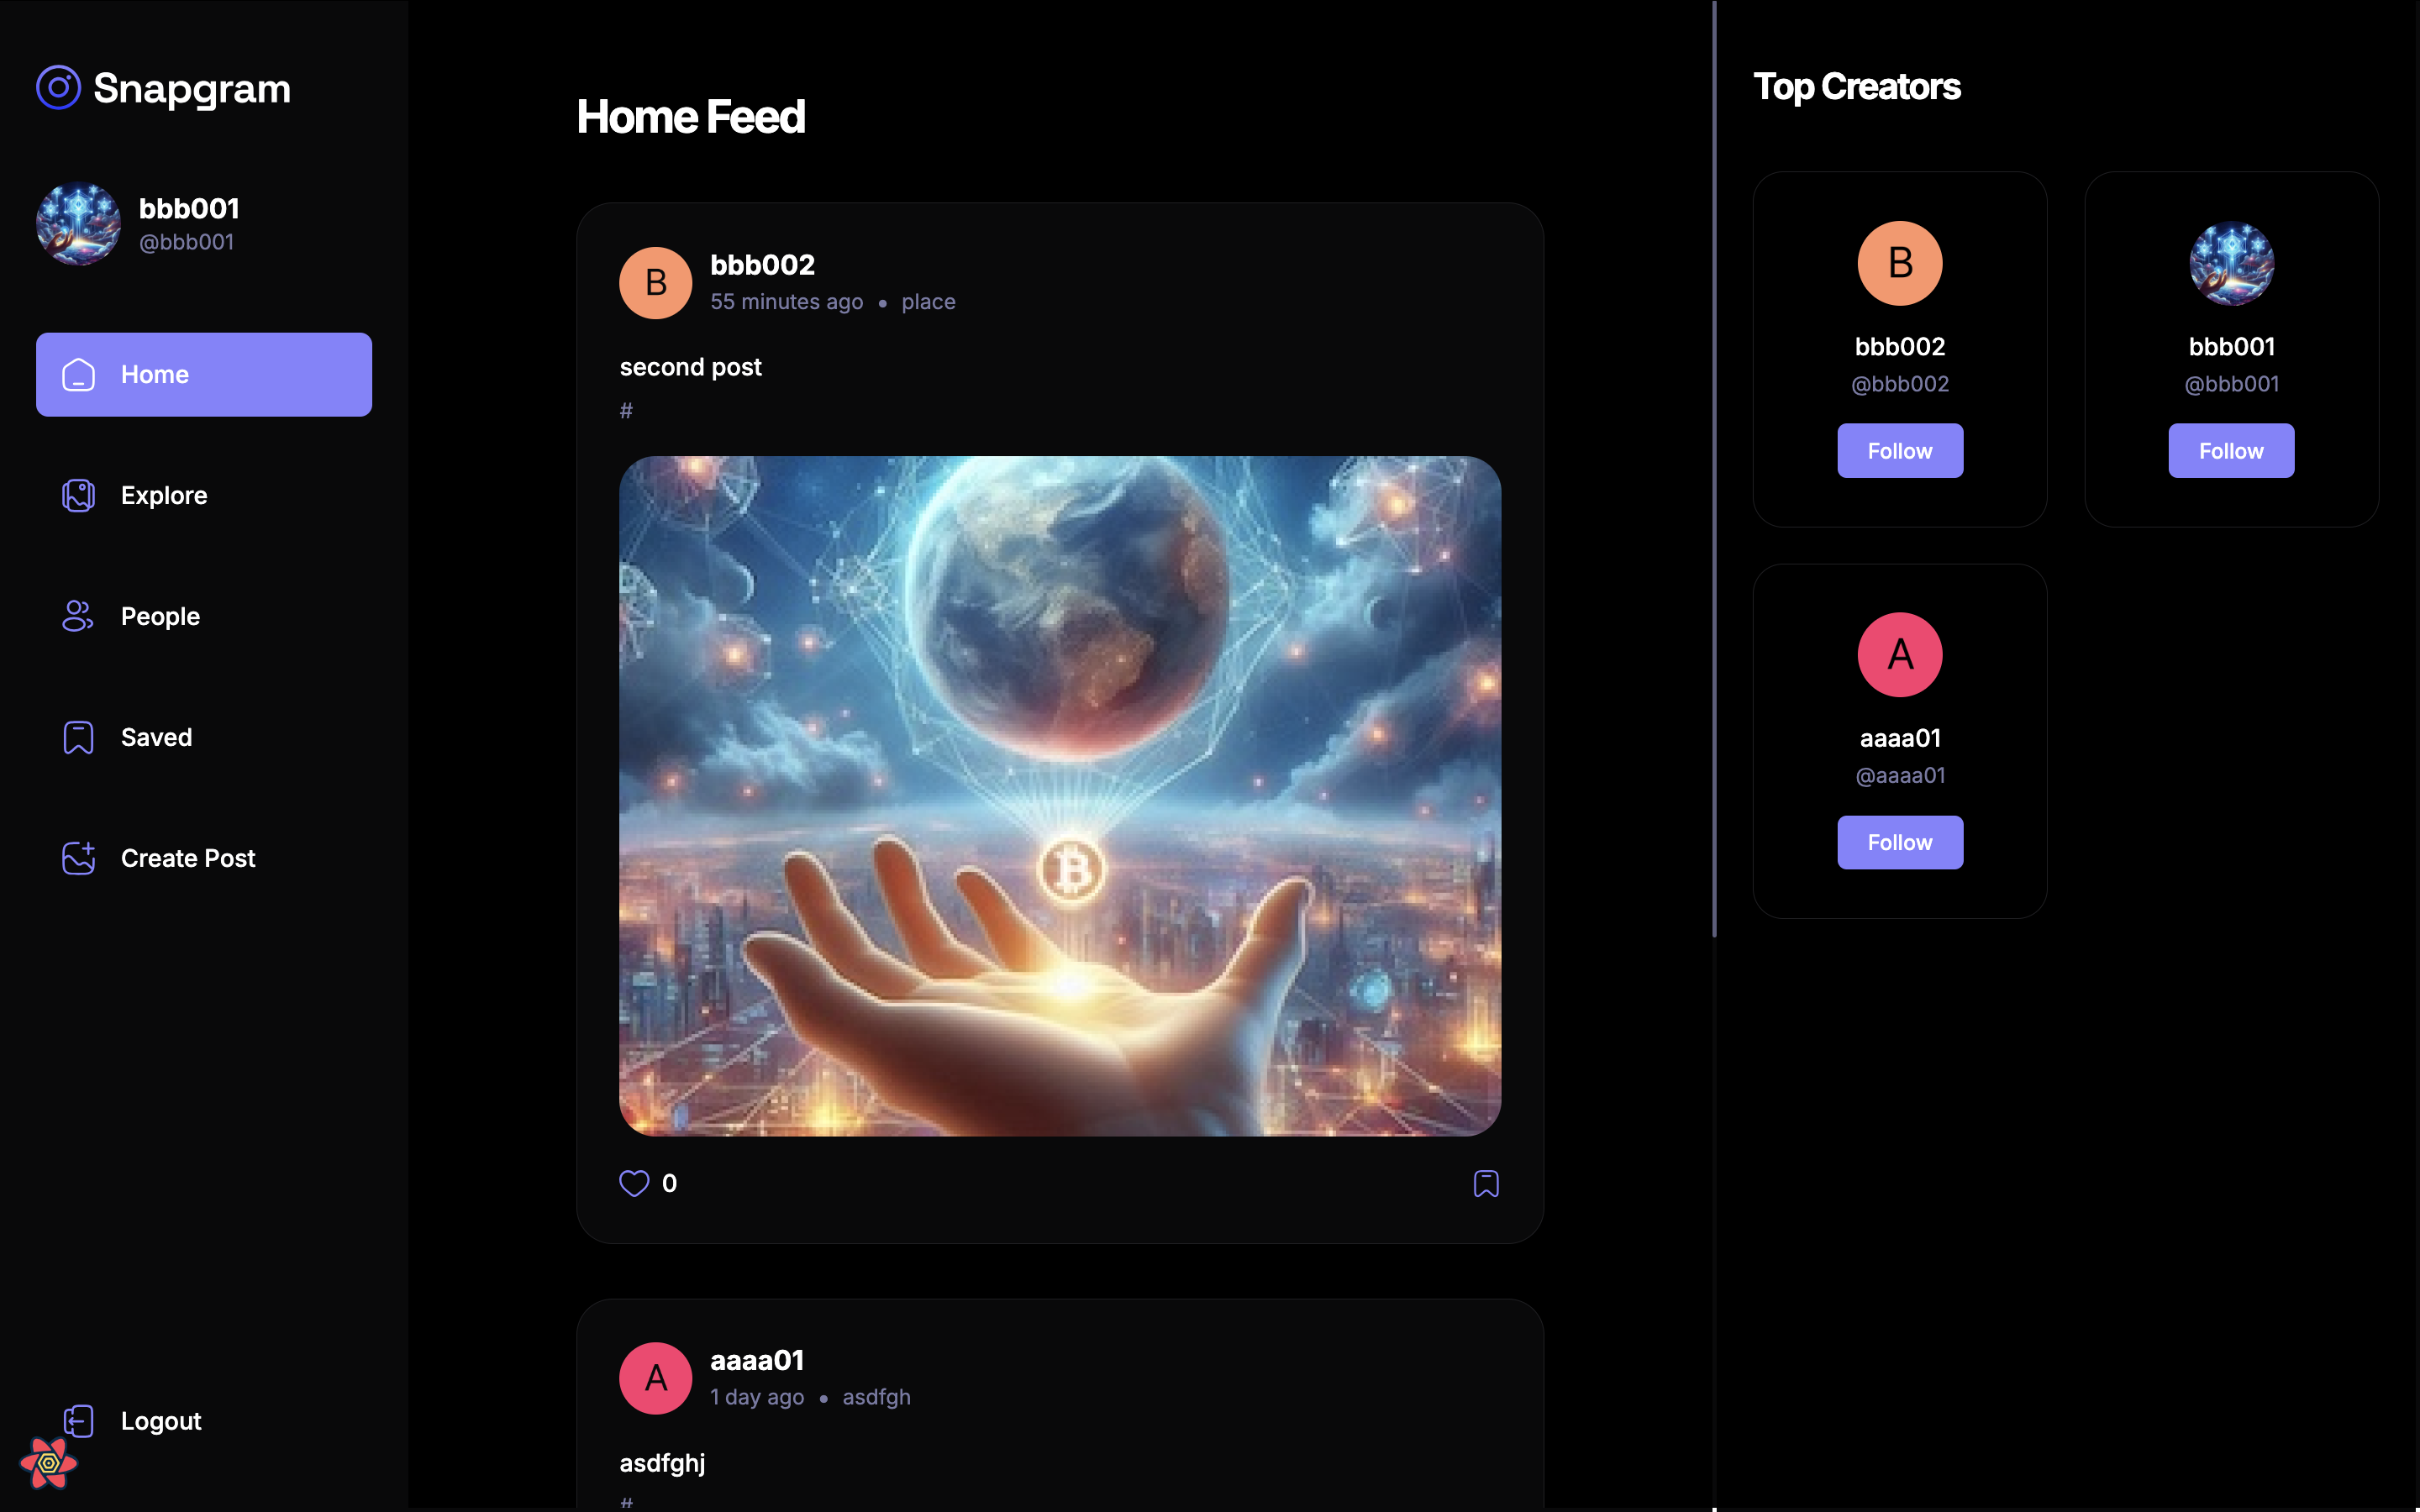 Snapgram
bbb001
@bbb001
Home
Explore
People
Saved
Create Post
Logout
Home Feed
B
bbb002
55 minutes ago • place
second post
#
B
0
A
aaaa01
1 day ago • asdfgh
asdfghj
#
Top Creators
B
bbb002
@bbb002
Follow
bbb001
@bbb001
Follow
A
aaaa01
@aaaa01
Follow